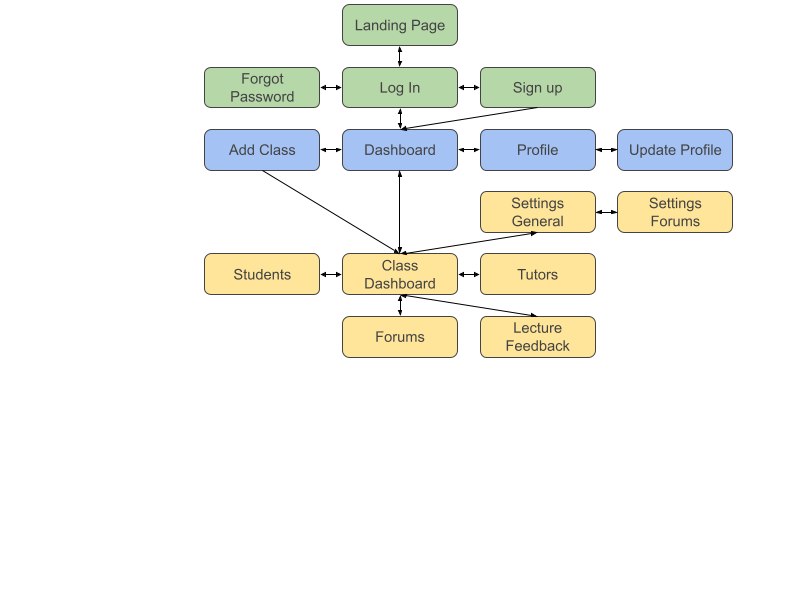 Landing Page
Forgot
Password
Log In
Sign up
Add Class
Dashboard
Profile
Update Profile
Settings
General
Settings
Forums
Students
Class
Dashboard
Tutors
Forums
Lecture
Feedback